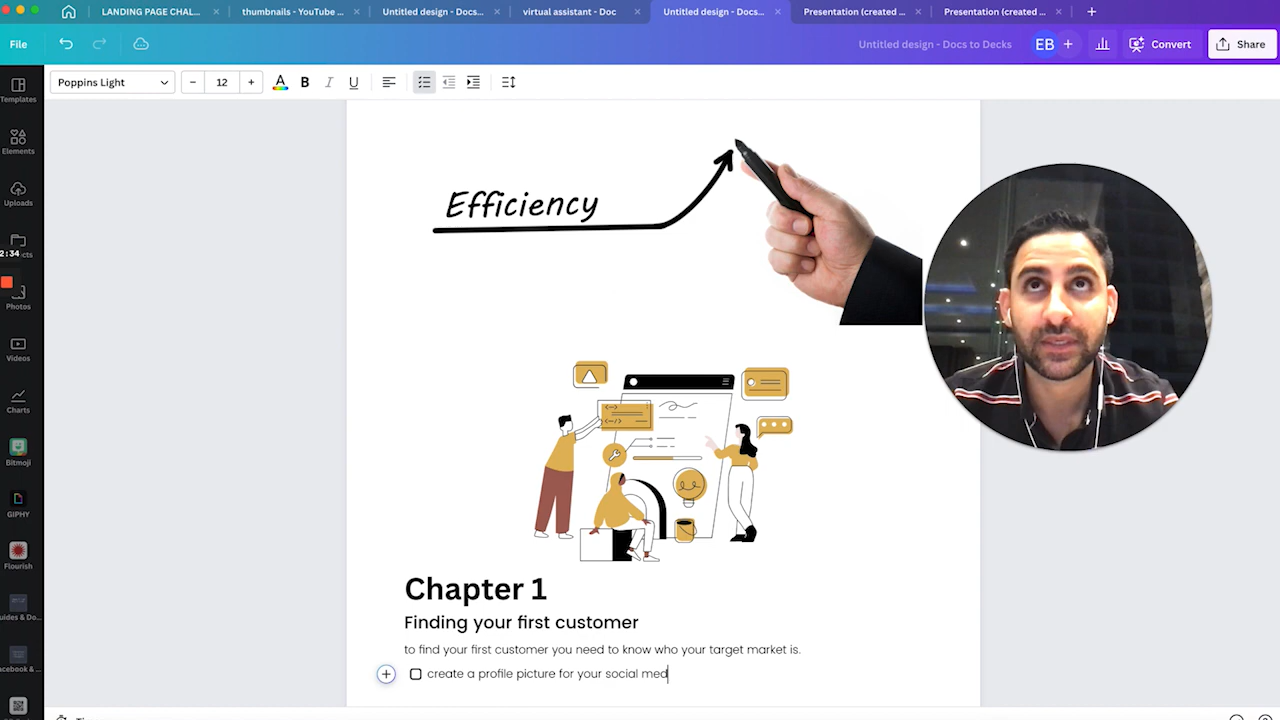 LANDING PAGE CHAL...
thumbnails - YouTube ...
Untitled design - Docs...
virtual assistant - Doc
Untitled design - Docs...
Presentation (created ...
Presentation (created ...
File
Untitled design - Docs to Decks
EB
Convert
Share
Poppins Light
12
A
B
I
U
Templates
Elements
Uploads
2:34
Photos
Videos
Charts
Bitmoji
GIPHY
Flourish
Efficiency
Chapter 1
Finding your first customer
to find your first customer you need to know who your target market is.
create a profile picture for your social med